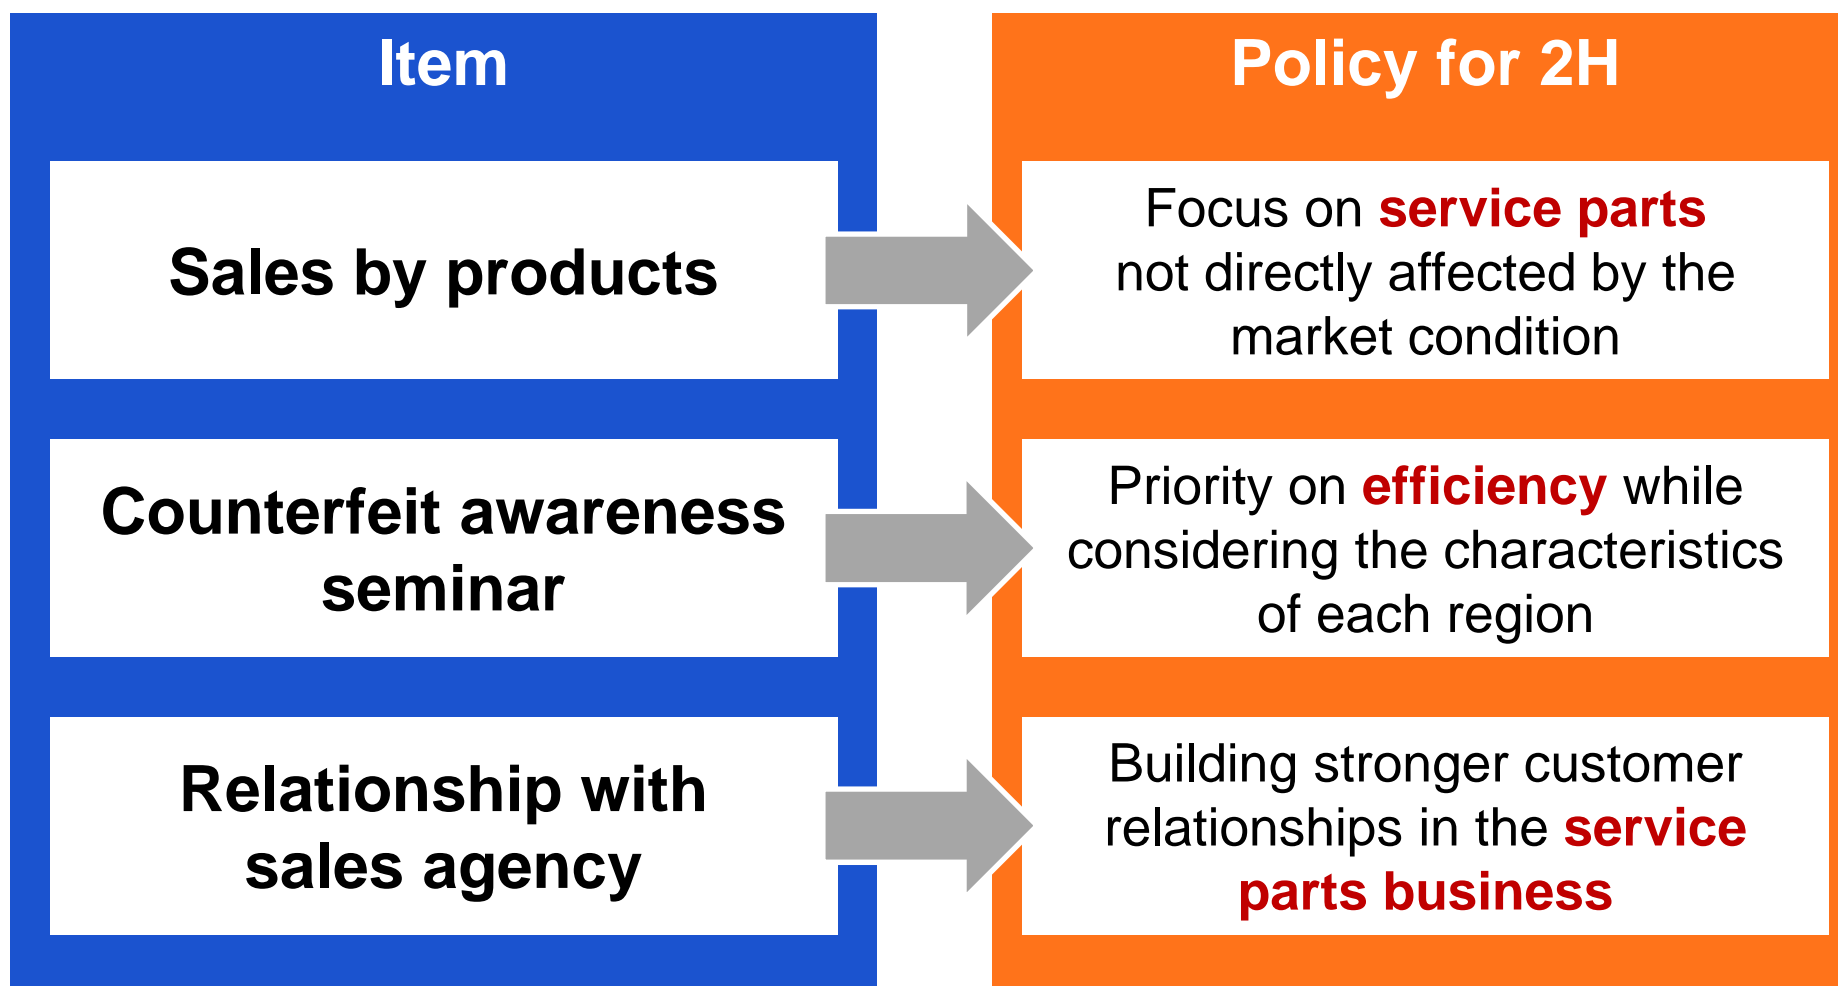 Item
Policy for 2H
Sales by products
Focus on service parts
not directly affected by the
market condition
Counterfeit awareness
seminar
Priority on efficiency while
considering the characteristics
of each region
Relationship with
sales agency
Building stronger customer
relationships in the service
parts business